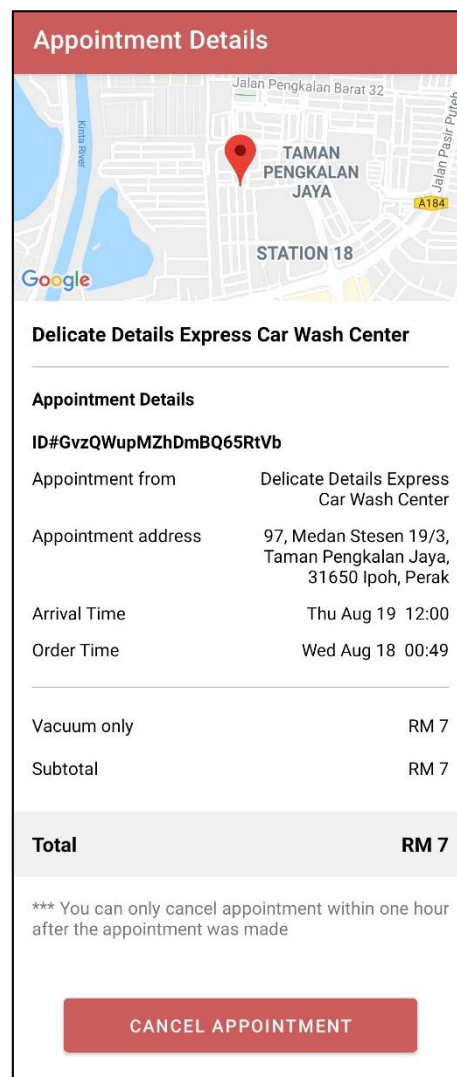 Appointment Details
Jalan Pengkalan Barat 32
Kinta River
Jalan Pasir Puteh
TAMAN
PENGKALAN
JAYA
A184
STATION 18
Google
Delicate Details Express Car Wash Center
Appointment Details
ID#GvzQWupMZhDmBQ65RtVb
Appointment from Delicate Details Express
Car Wash Center
Appointment address 97, Medan Stesen 19/3,
Taman Pengkalan Jaya,
31650 Ipoh, Perak
Arrival Time Thu Aug 19 12:00
Order Time Wed Aug 18 00:49
Vacuum only RM 7
Subtotal RM 7
Total RM 7
*** You can only cancel appointment within one hour
after the appointment was made
CANCEL APPOINTMENT